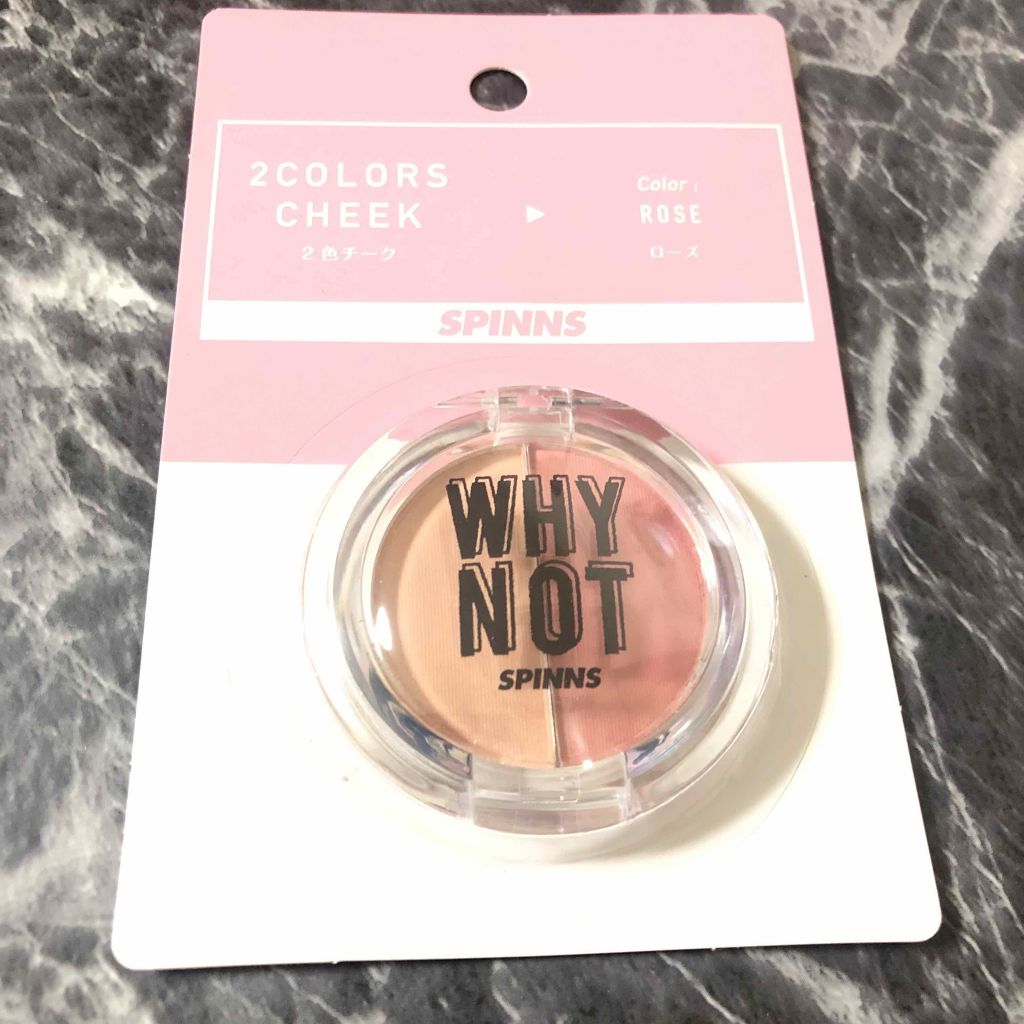 2COLORS
CHEEK
2色チーク
▶
Color :
ROSE
ローズ
SPINNS
WHY
NOT
SPINNS